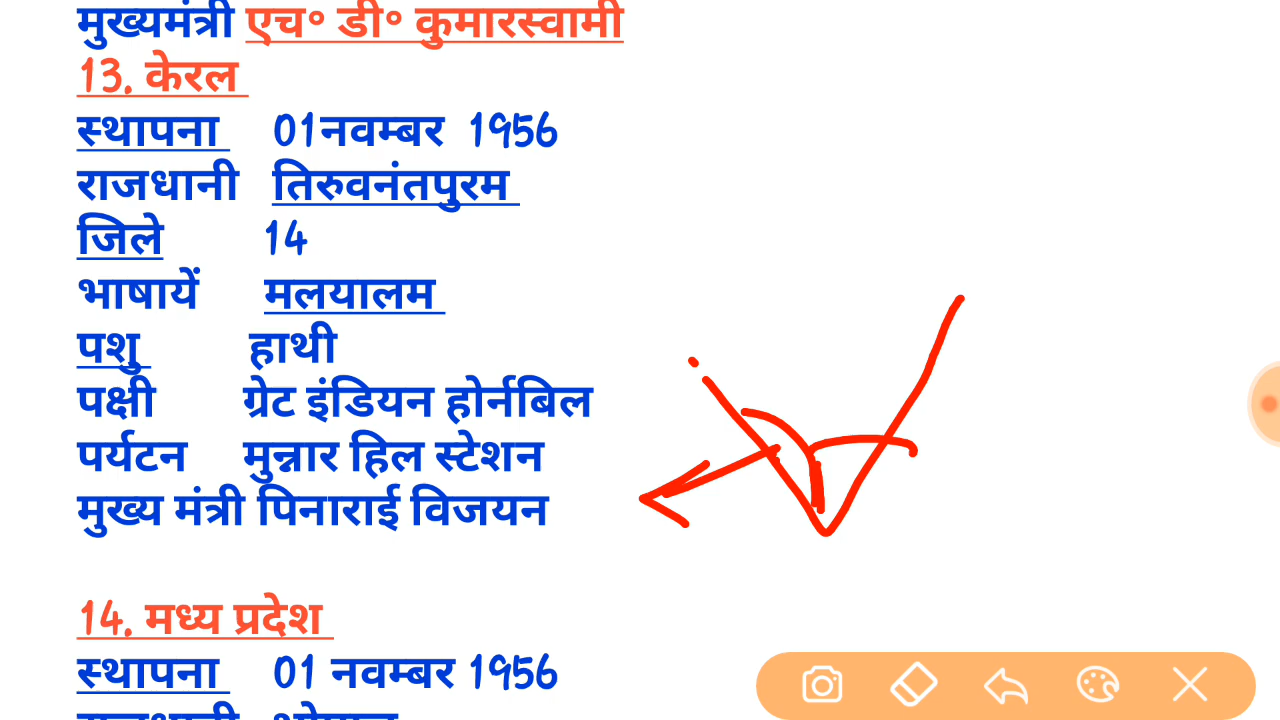 मुख्यमंत्री एच॰ डी॰ कुमारस्वामी
13. केरल
स्थापना 01नवम्बर 1956
राजधानी तिरुवनंतपुरम
जिले 14
भाषायें मलयालम
पशु हाथी
पक्षी ग्रेट इंडियन होर्नबिल
पर्यटन मुन्नार हिल स्टेशन
मुख्य मंत्री पिनाराई विजयन
14. मध्य प्रदेश
स्थापना 01 नवम्बर 1956